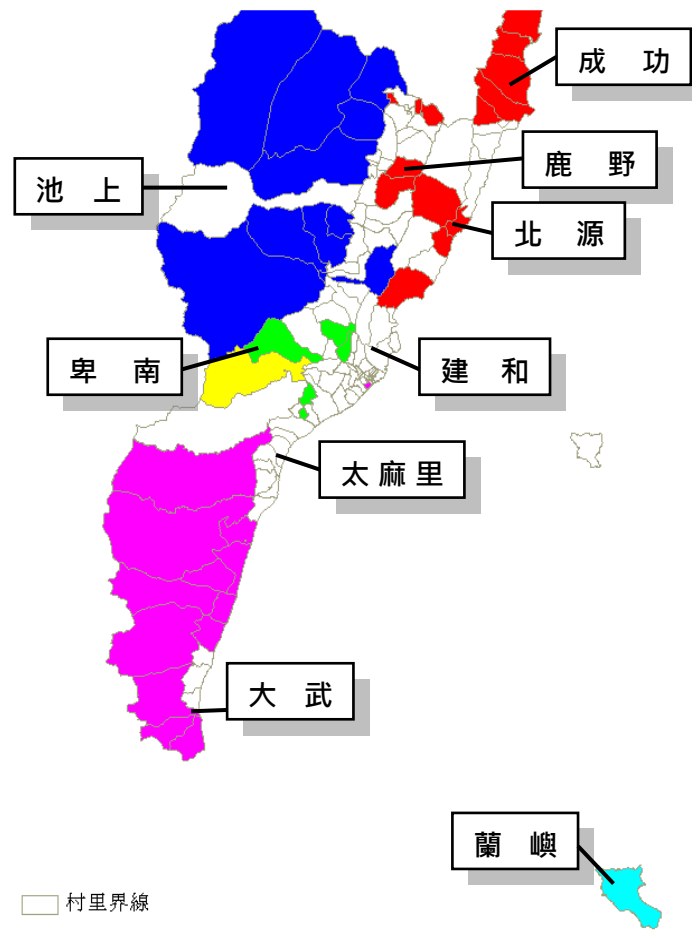 成 功
鹿 野
池 上
北 源
卑 南
建 和
太麻里
大 武
蘭 嶼
村里界線